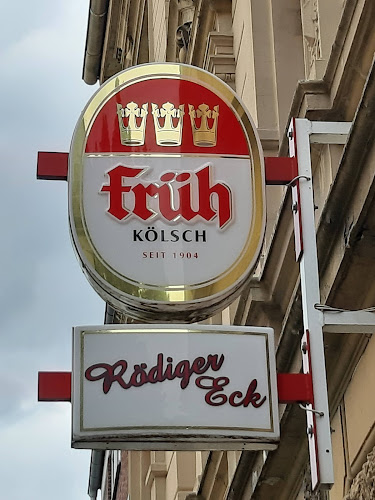 Früh
KÖLSCH
SEIT 1904
Rödiger
Eck